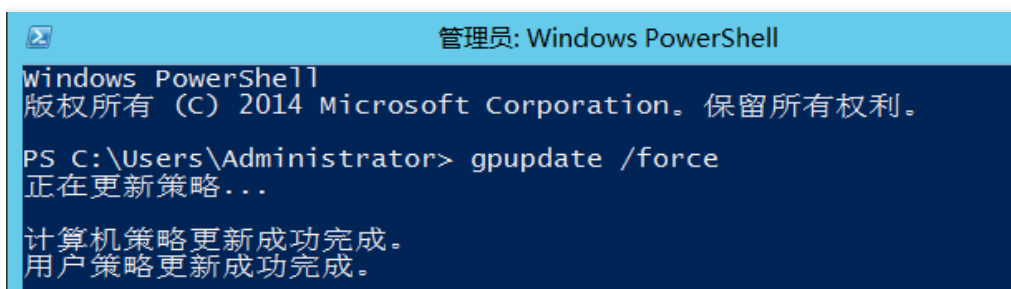 管理员: Windows PowerShell
Windows PowerShell
版权所有 (C) 2014 Microsoft Corporation。保留所有权利。
PS C:\Users\Administrator> gpupdate /force
正在更新策略...
计算机策略更新成功完成。
用户策略更新成功完成。